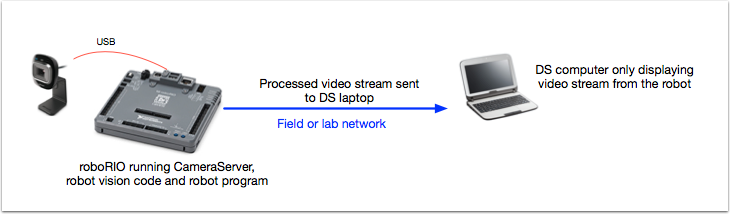 USB
Processed video stream sent
to DS laptop
Field or lab network
DS computer only displaying
video stream from the robot
roboRIO running CameraServer,
robot vision code and robot program